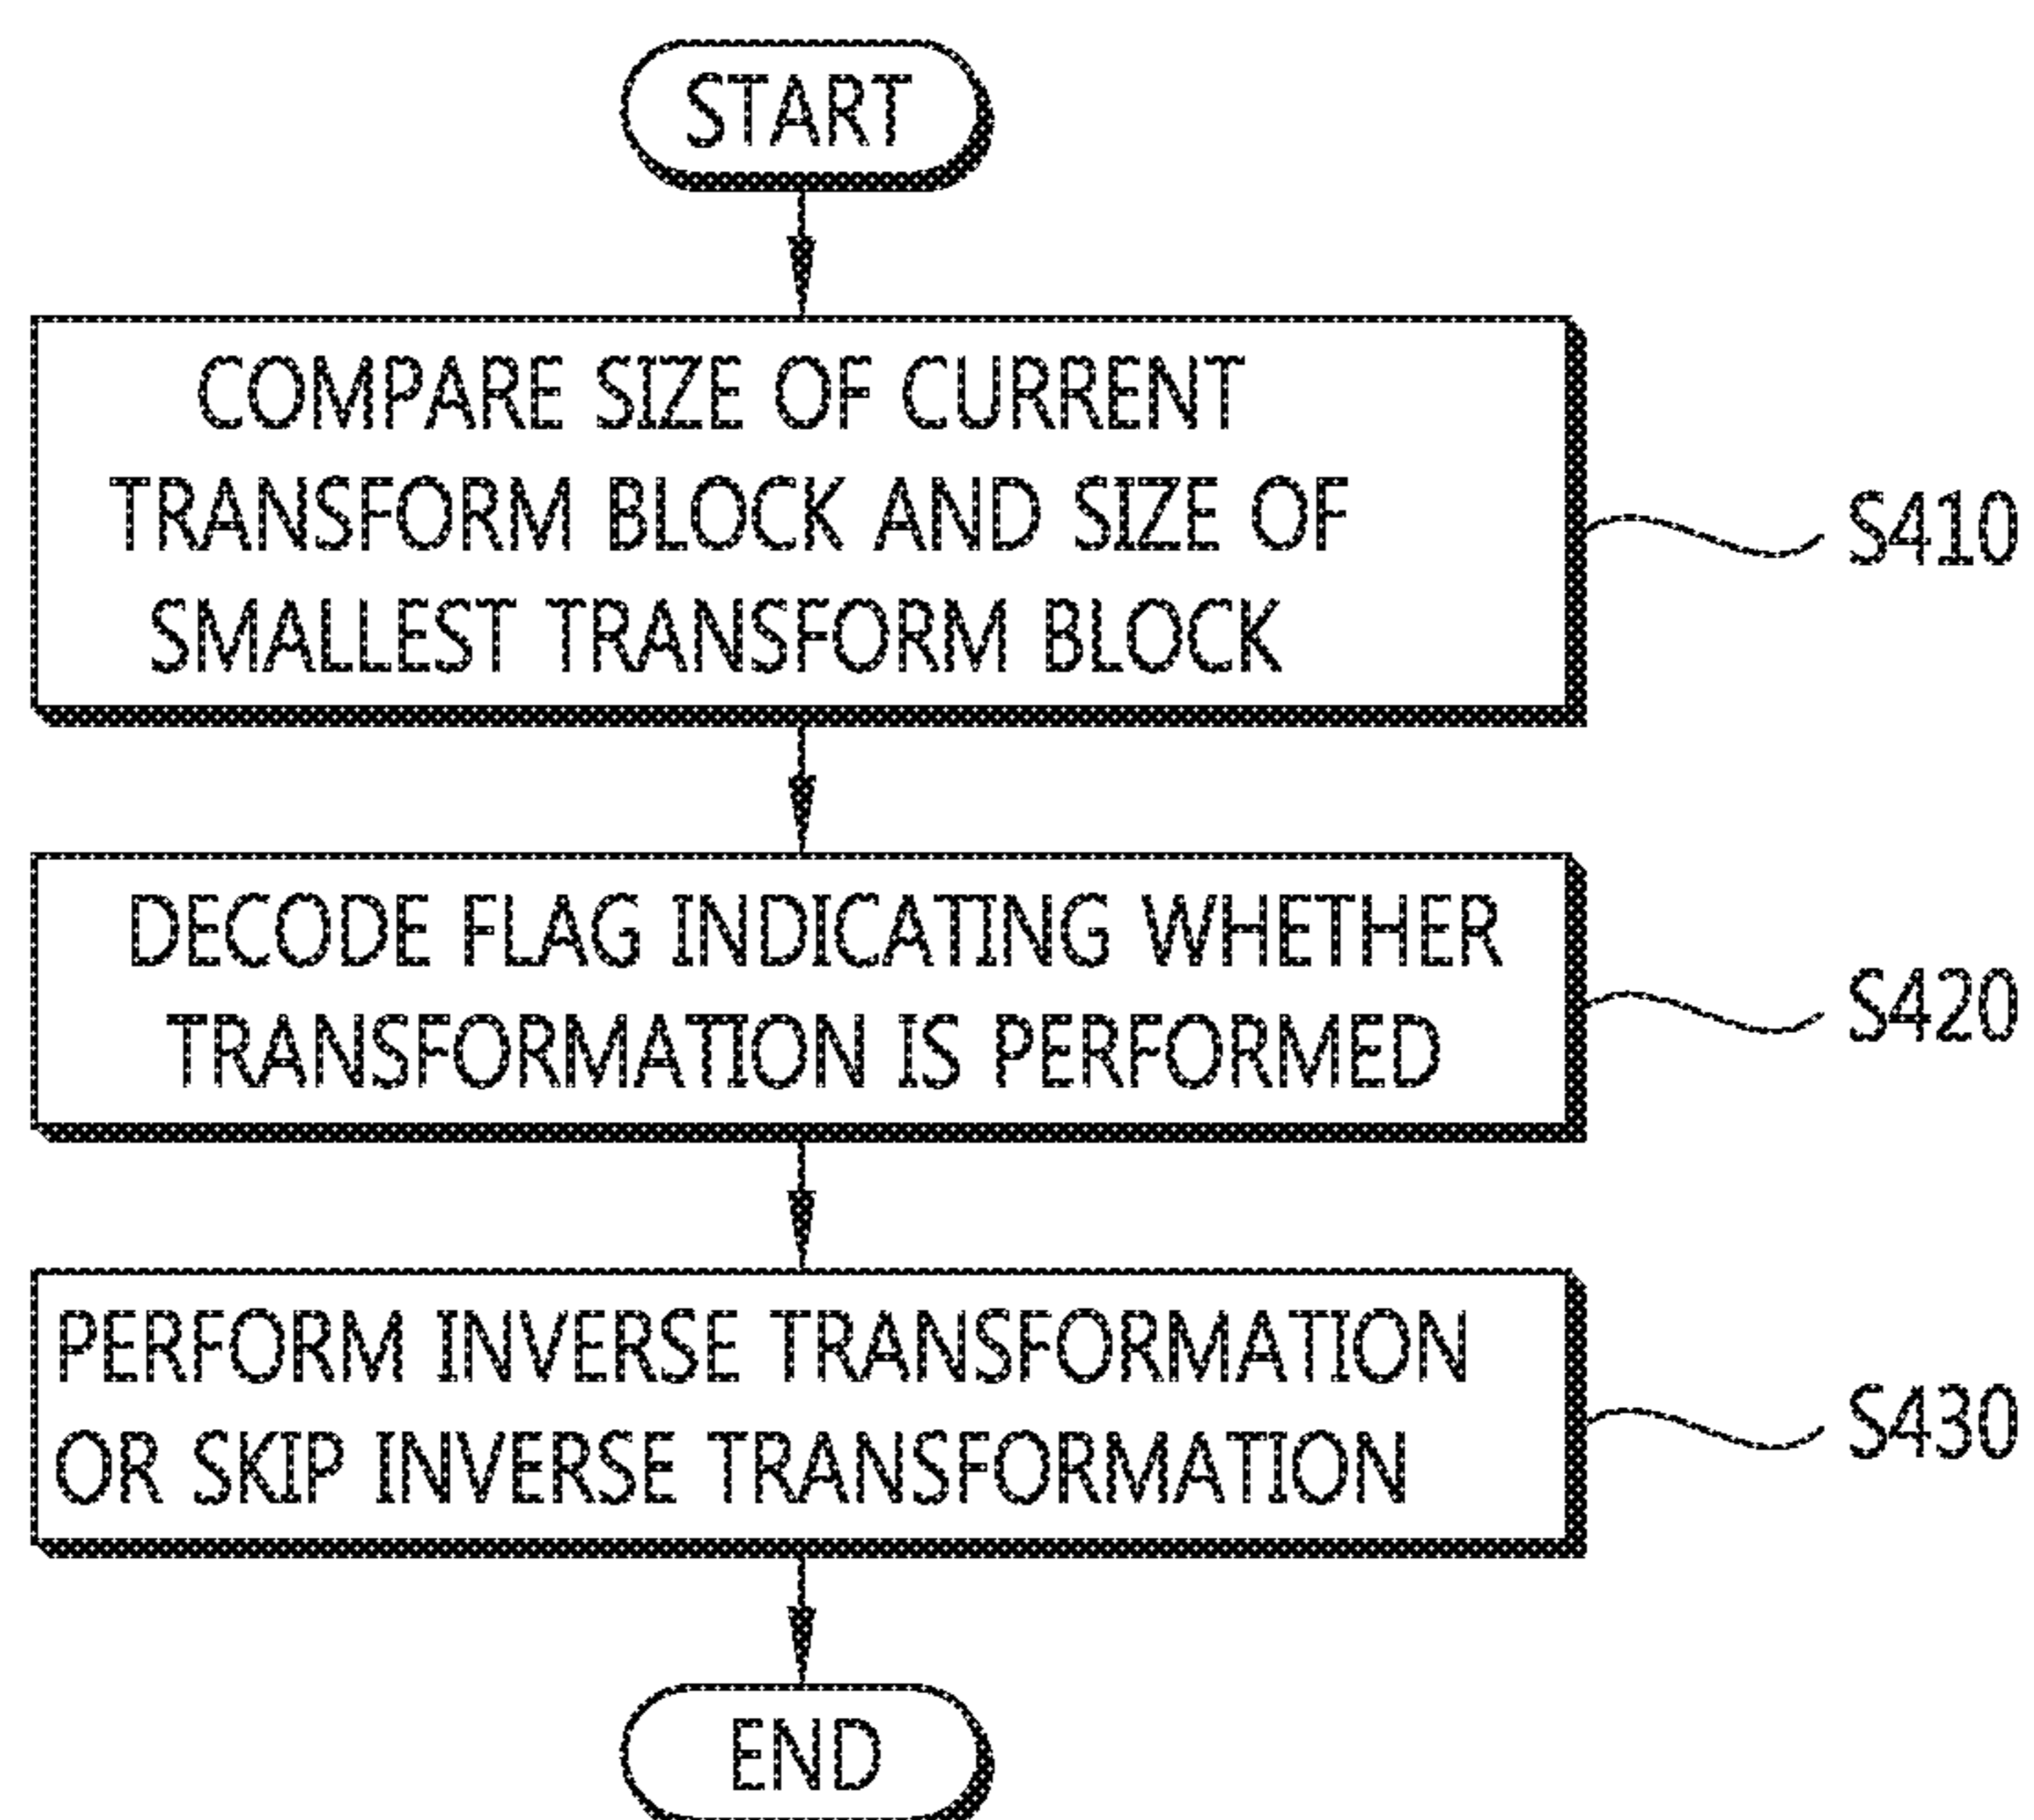 START
COMPARE SIZE OF CURRENT
TRANSFORM BLOCK AND SIZE OF
SMALLEST TRANSFORM BLOCK
S410
DECODE FLAG INDICATING WHETHER
TRANSFORMATION IS PERFORMED
S420
PERFORM INVERSE TRANSFORMATION
OR SKIP INVERSE TRANSFORMATION
S430
END